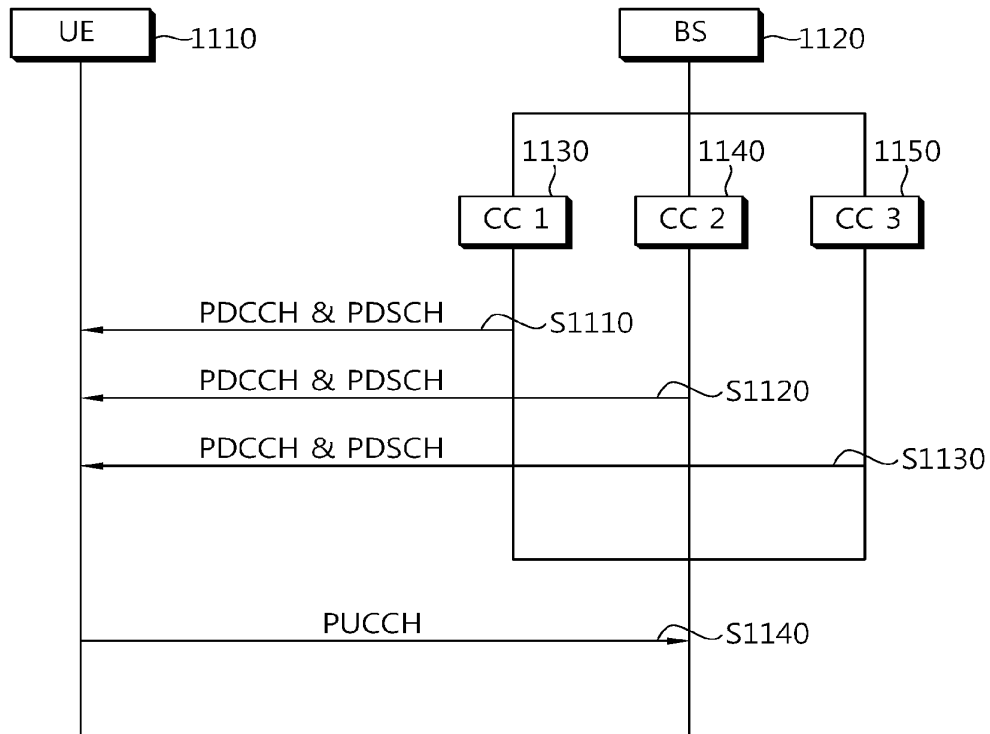 UE
1110
BS
1120
1130
1140
1150
CC 1
CC 2
CC 3
PDCCH & PDSCH
S1110
PDCCH & PDSCH
S1120
PDCCH & PDSCH
S1130
PUCCH
S1140